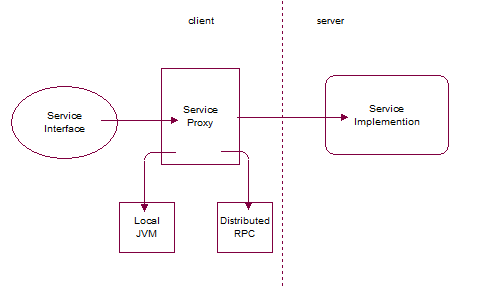 client
server
Service
Interface
Service
Proxy
Service
Implemention
Local
JVM
Distributed
RPC